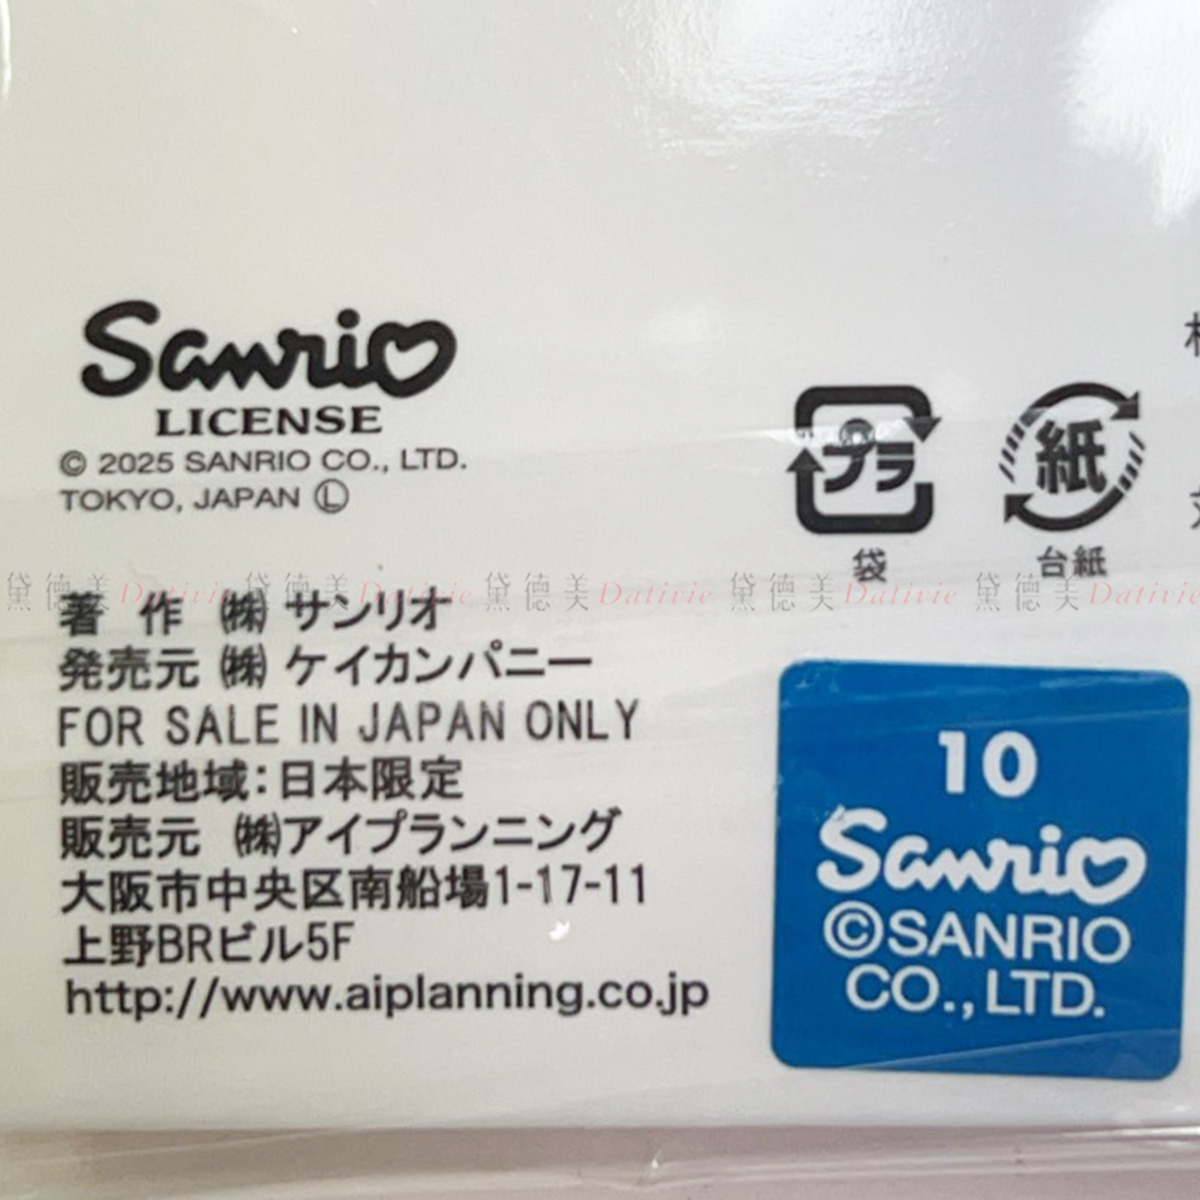 Sanrio
LICENSE
© 2025 SANRIO CO., LTD.
TOKYO, JAPAN Ⓛ
プラ
袋
紙
台紙
黛德美 Dativie 黛德美 Dativie 黛德美 Dativie 黛德美 Dativie 黛德美 Dativie
著 作 ㈱ サンリオ
発売元 ㈱ ケイカンパニー
FOR SALE IN JAPAN ONLY
販売地域：日本限定
販売元 ㈱アイプランニング
大阪市中央区南船場1-17-11
上野BRビル5F
http://www.aiplanning.co.jp
10
Sanrio
©SANRIO
CO., LTD.